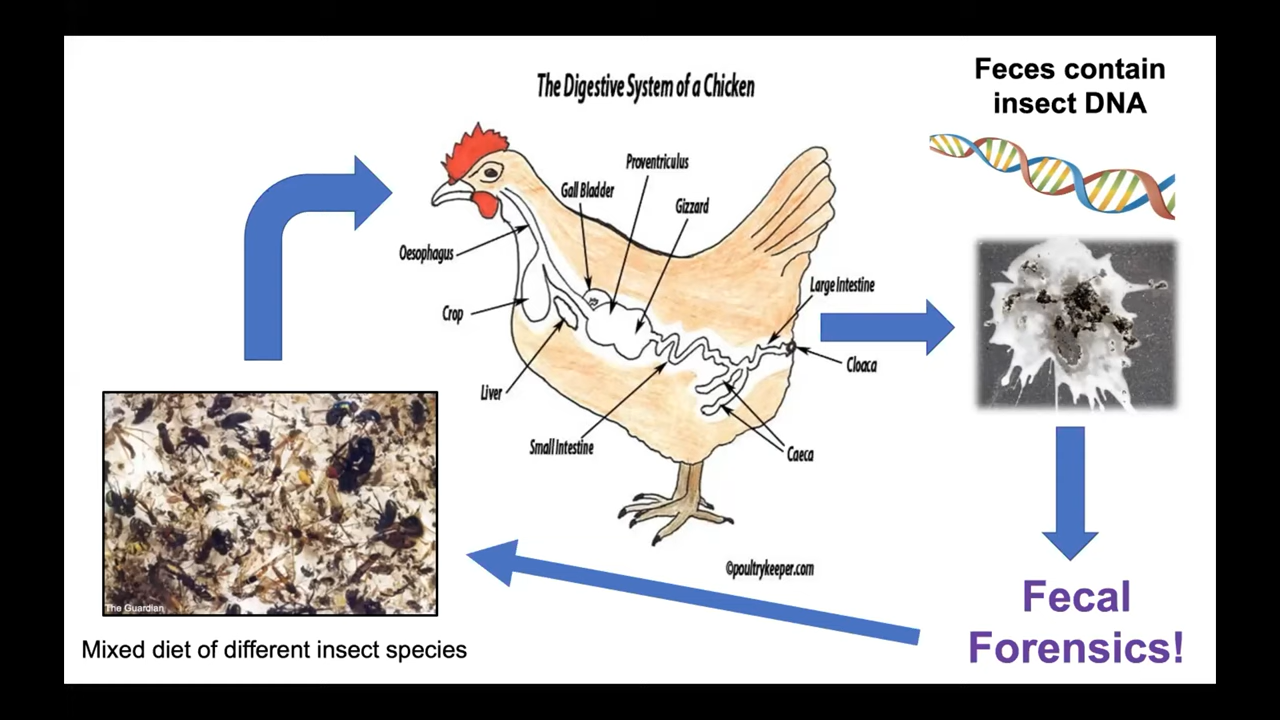 The Digestive System of a Chicken
Feces contain
insect DNA
Proventriculus
Gall Bladder
Gizzard
Oesophagus
Large Intestine
Crop
Cloaca
Liver
Small Intestine
Caeca
©poultrykeeper.com
The Guardian
Mixed diet of different insect species
Fecal
Forensics!